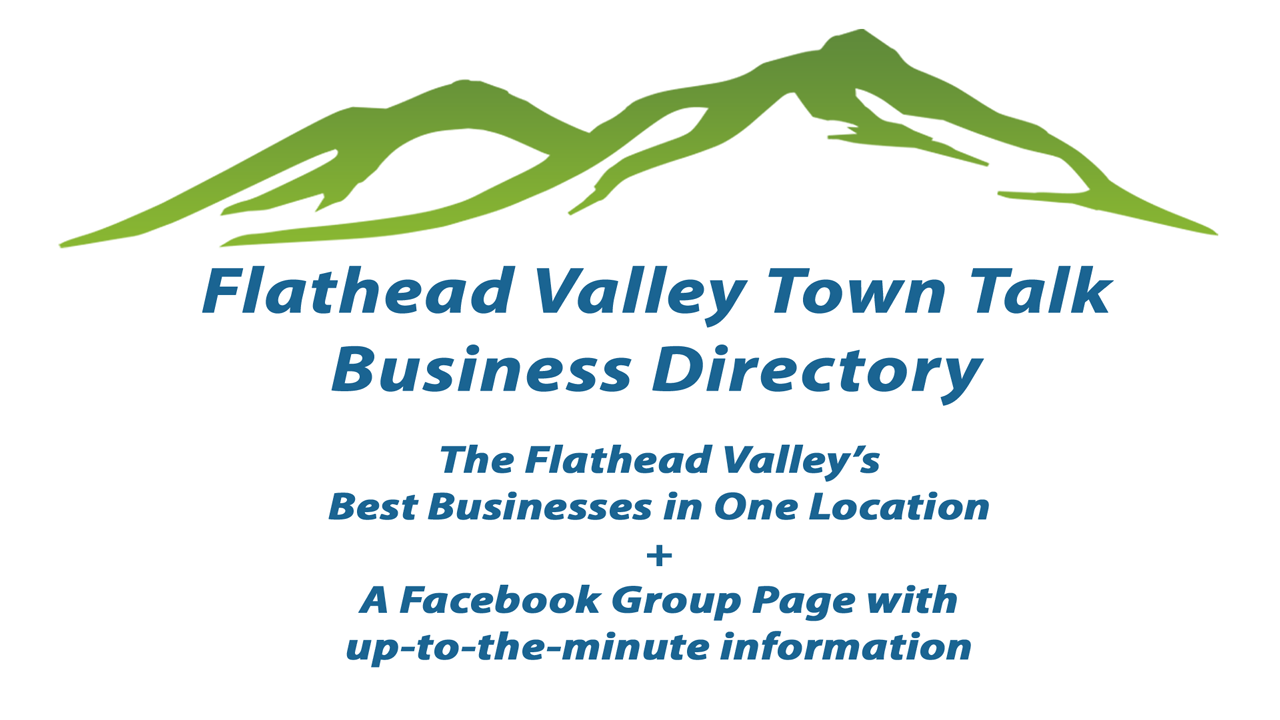 Flathead Valley Town Talk
Business Directory
The Flathead Valley’s
Best Businesses in One Location
+
A Facebook Group Page with
up-to-the-minute information